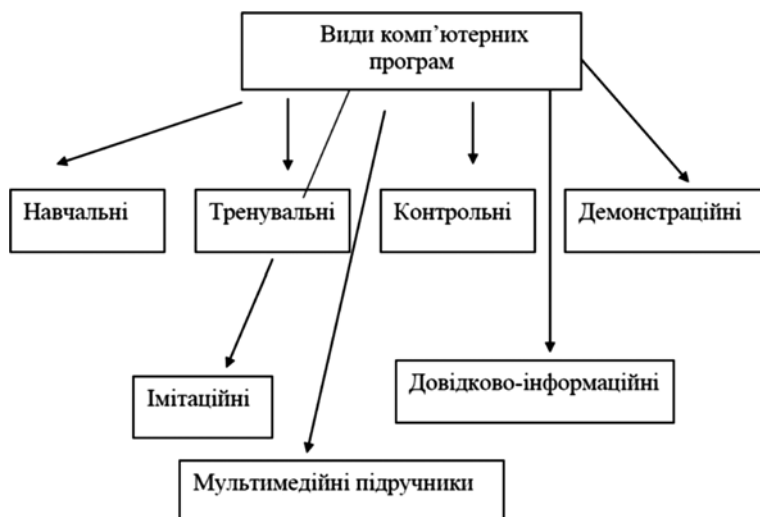 Види комп’ютерних
програм
Навчальні
Тренувальні
Контрольні
Демонстраційні
Імітаційні
Довідково-інформаційні
Мультимедійні підручники